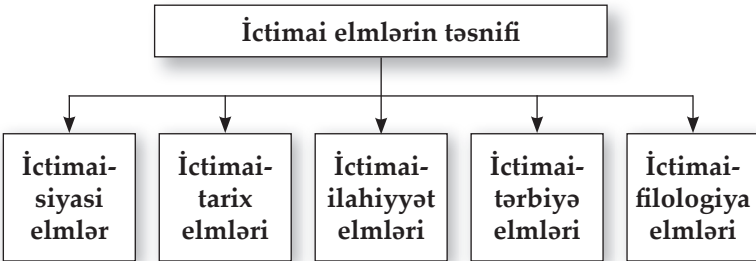 İctimai elmlərin təsnifi
İctimai-
siyasi
elmlər
İctimai-
tarix
elmləri
İctimai-
ilahiyyət
elmləri
İctimai-
tərbiyə
elmləri
İctimai-
filologiya
elmləri